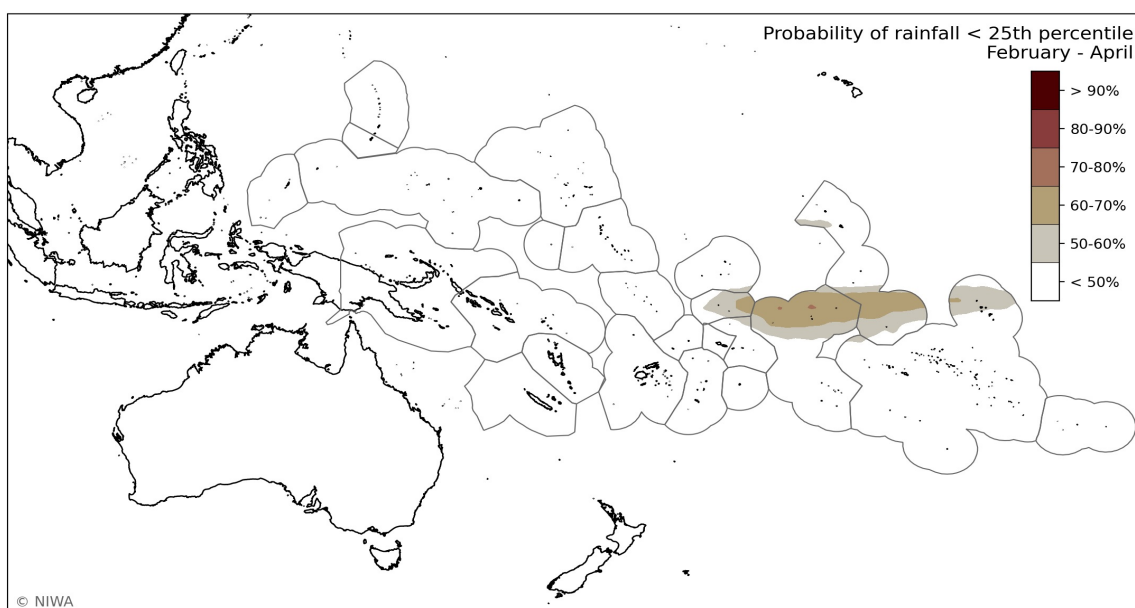 Probability of rainfall < 25th percentile
February - April
> 90%
80-90%
70-80%
60-70%
50-60%
< 50%
© NIWA